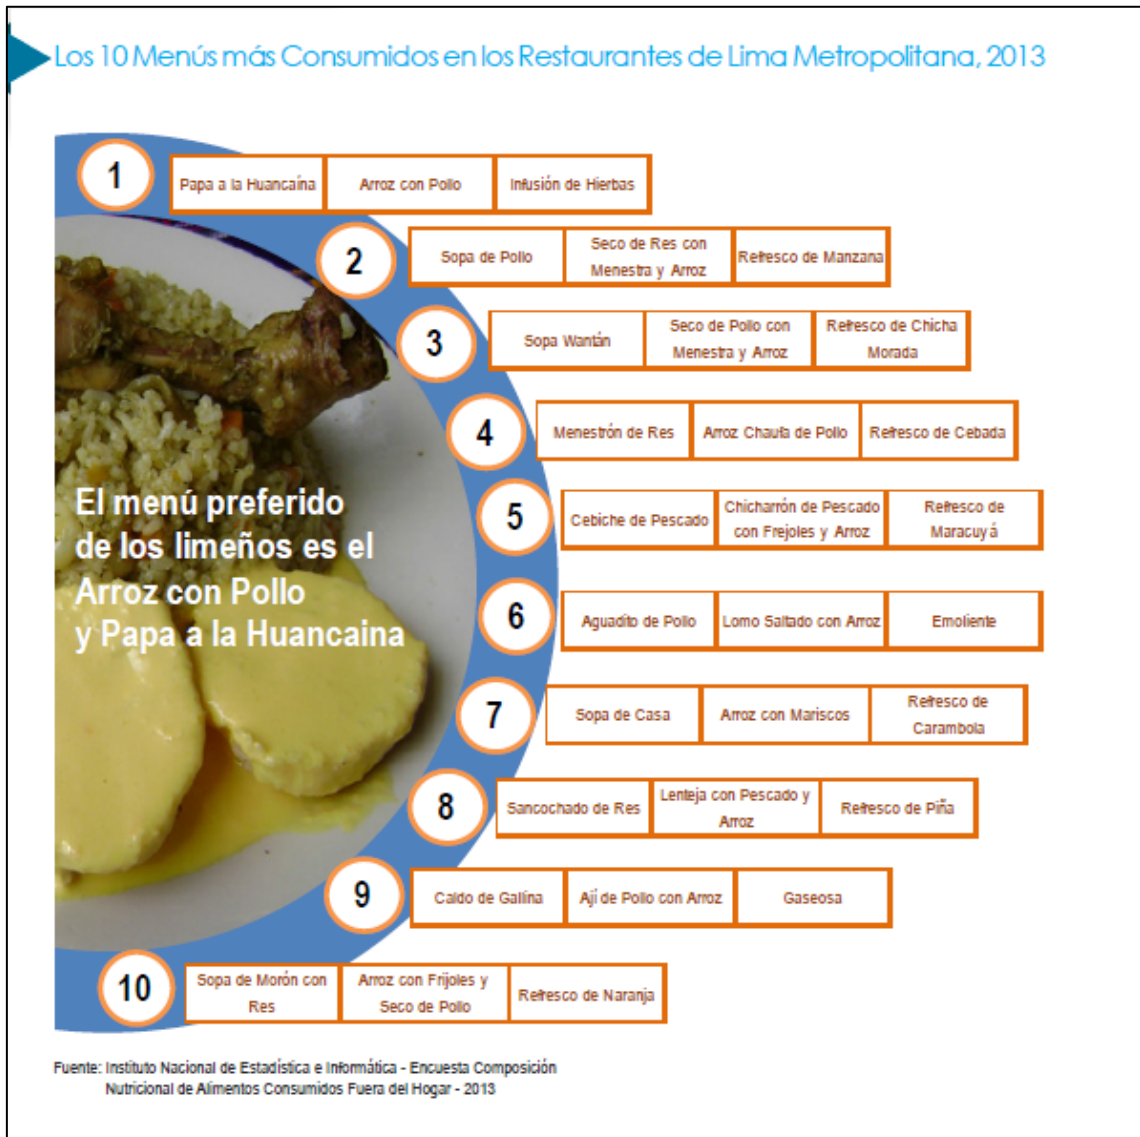 Los 10 Menús más Consumidos en los Restaurantes de Lima Metropolitana, 2013
1
Papa a la Huancaína
Arroz con Pollo
Infusión de Hierbas
2
Sopa de Pollo
Seco de Res con
Menestra y Arroz
Refresco de Manzana
3
Sopa Wantán
Seco de Pollo con
Menestra y Arroz
Refresco de Chicha
Morada
4
Menestrón de Res
Arroz Chaufa de Pollo
Refresco de Cebada
5
Cebiche de Pescado
Chicharrón de Pescado
con Frejoles y Arroz
Refresco de
Maracuyá
El menú preferido
de los limeños es el
Arroz con Pollo
y Papa a la Huancaina
6
Aguadito de Pollo
Lomo Saltado con Arroz
Emoliente
7
Sopa de Casa
Arroz con Mariscos
Refresco de
Carambola
8
Sancochado de Res
Lenteja con Pescado y
Arroz
Refresco de Piña
9
Caldo de Gallina
Ají de Pollo con Arroz
Gaseosa
10
Sopa de Morón con
Res
Arroz con Frijoles y
Seco de Pollo
Refresco de Naranja
Fuente: Instituto Nacional de Estadística e Informática - Encuesta Composición
Nutricional de Alimentos Consumidos Fuera del Hogar - 2013